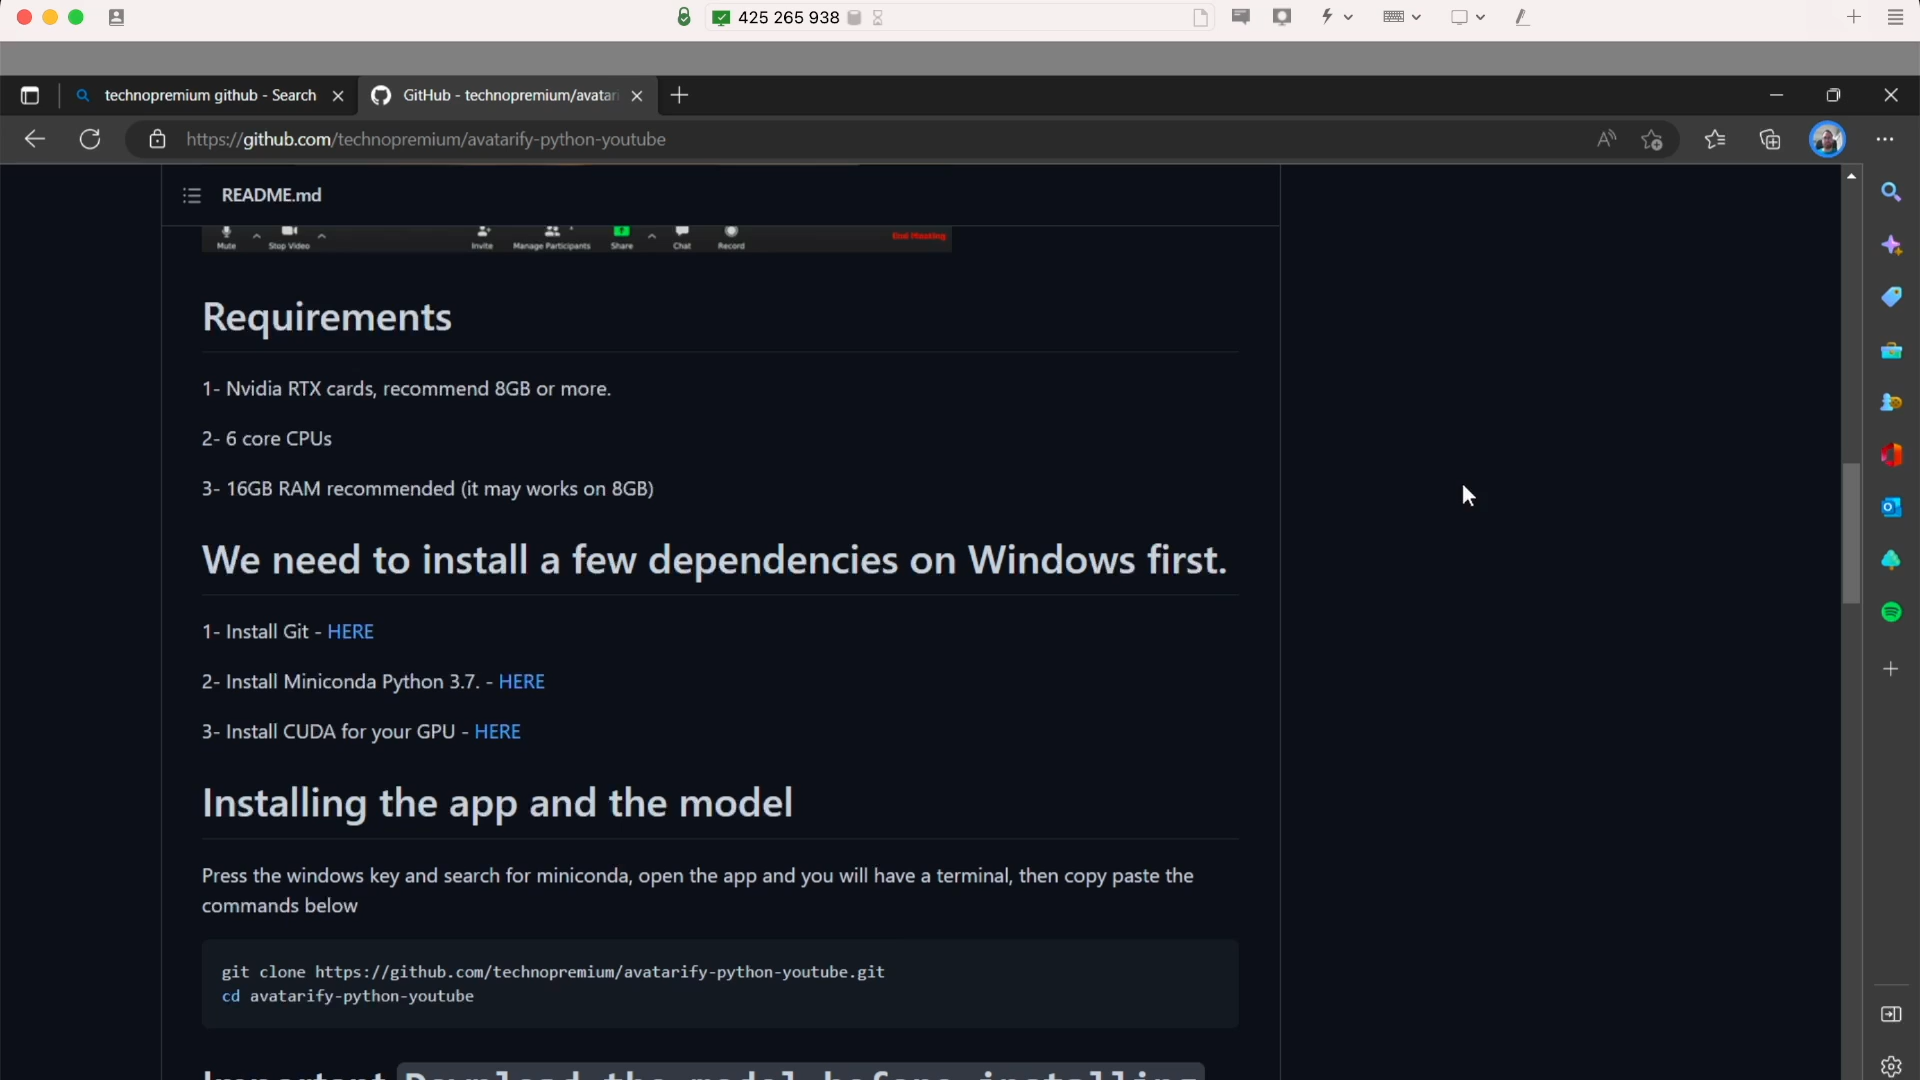 425 265 938
technopremium github - Search
GitHub - technopremium/avatar
https://github.com/technopremium/avatarify-python-youtube
README.md
Mute Stop Video Invite Manage Participants Share Chat Record
Requirements
1- Nvidia RTX cards, recommend 8GB or more.
2- 6 core CPUs
3- 16GB RAM recommended (it may works on 8GB)
We need to install a few dependencies on Windows first.
1- Install Git - HERE
2- Install Miniconda Python 3.7. - HERE
3- Install CUDA for your GPU - HERE
Installing the app and the model
Press the windows key and search for miniconda, open the app and you will have a terminal, then copy paste the
commands below
git clone https://github.com/technopremium/avatarify-python-youtube.git
cd avatarify-python-youtube
Download the model before installing